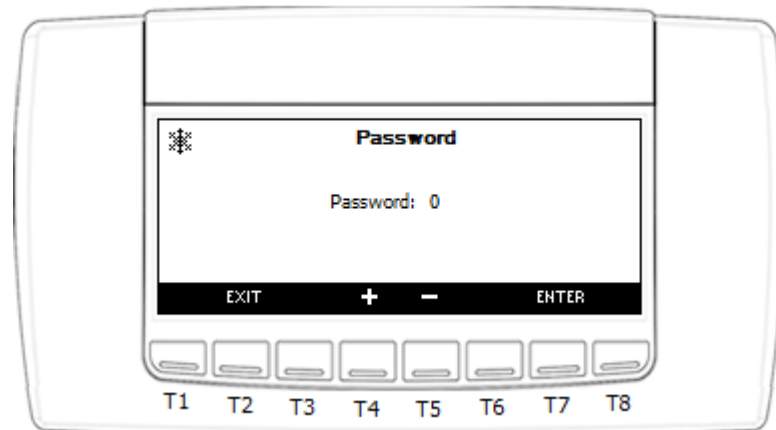 Password
Password: 0
EXIT + − ENTER
T1 T2 T3 T4 T5 T6 T7 T8